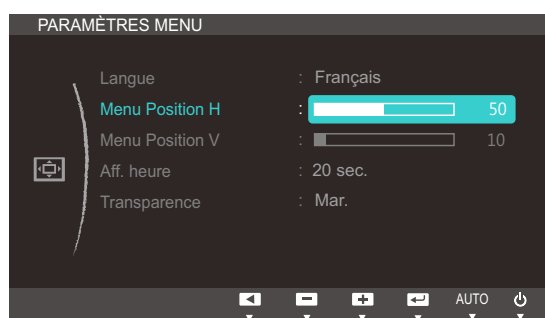 PARAMÈTRES MENU
Langue : Français
Menu Position H : 50
Menu Position V : 10
Aff. heure : 20 sec.
Transparence : Mar.
AUTO